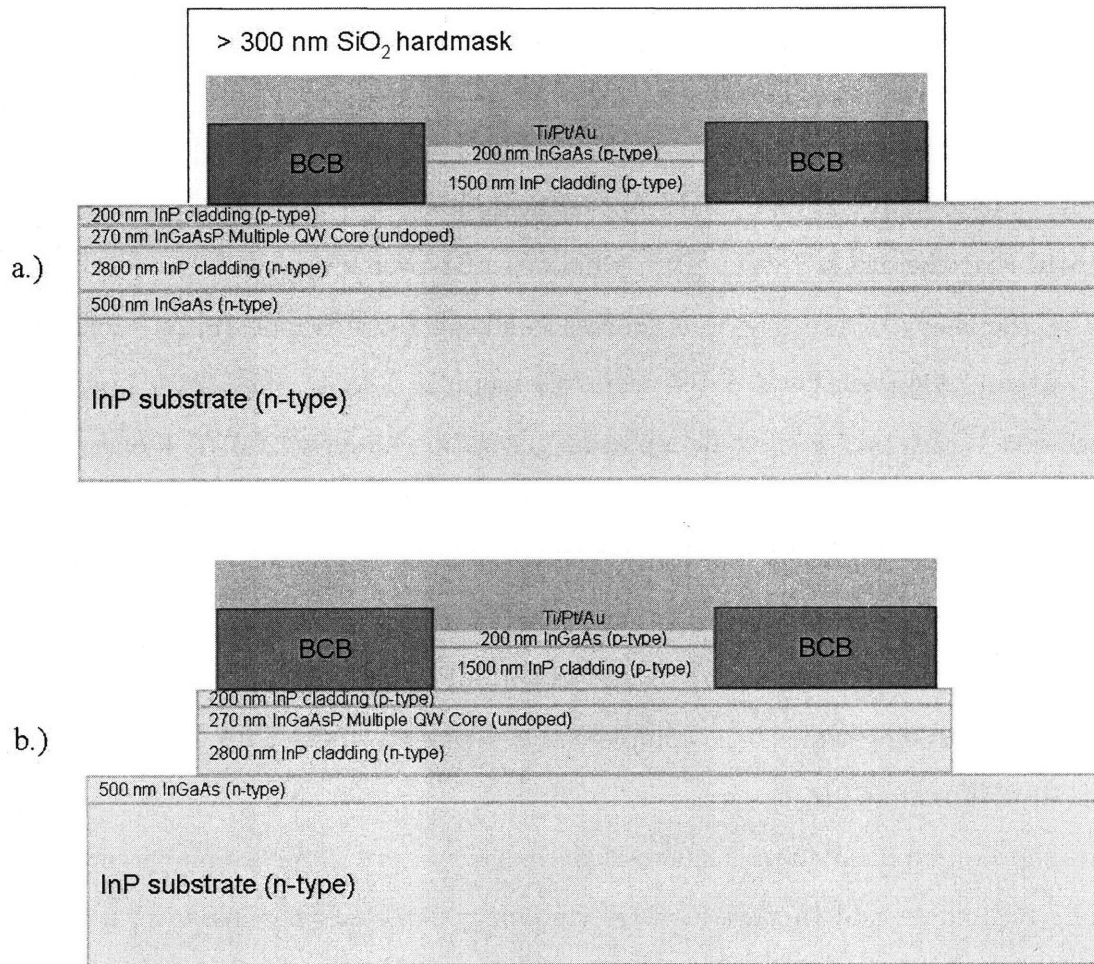 > 300 nm SiO₂ hardmask
Ti/Pt/Au
BCB
200 nm InGaAs (p-type)
BCB
1500 nm InP cladding (p-type)
200 nm InP cladding (p-type)
270 nm InGaAsP Multiple QW Core (undoped)
a.)
2800 nm InP cladding (n-type)
500 nm InGaAs (n-type)
InP substrate (n-type)
Ti/Pt/Au
BCB
200 nm InGaAs (p-type)
BCB
1500 nm InP cladding (p-type)
200 nm InP cladding (p-type)
270 nm InGaAsP Multiple QW Core (undoped)
b.)
2800 nm InP cladding (n-type)
500 nm InGaAs (n-type)
InP substrate (n-type)